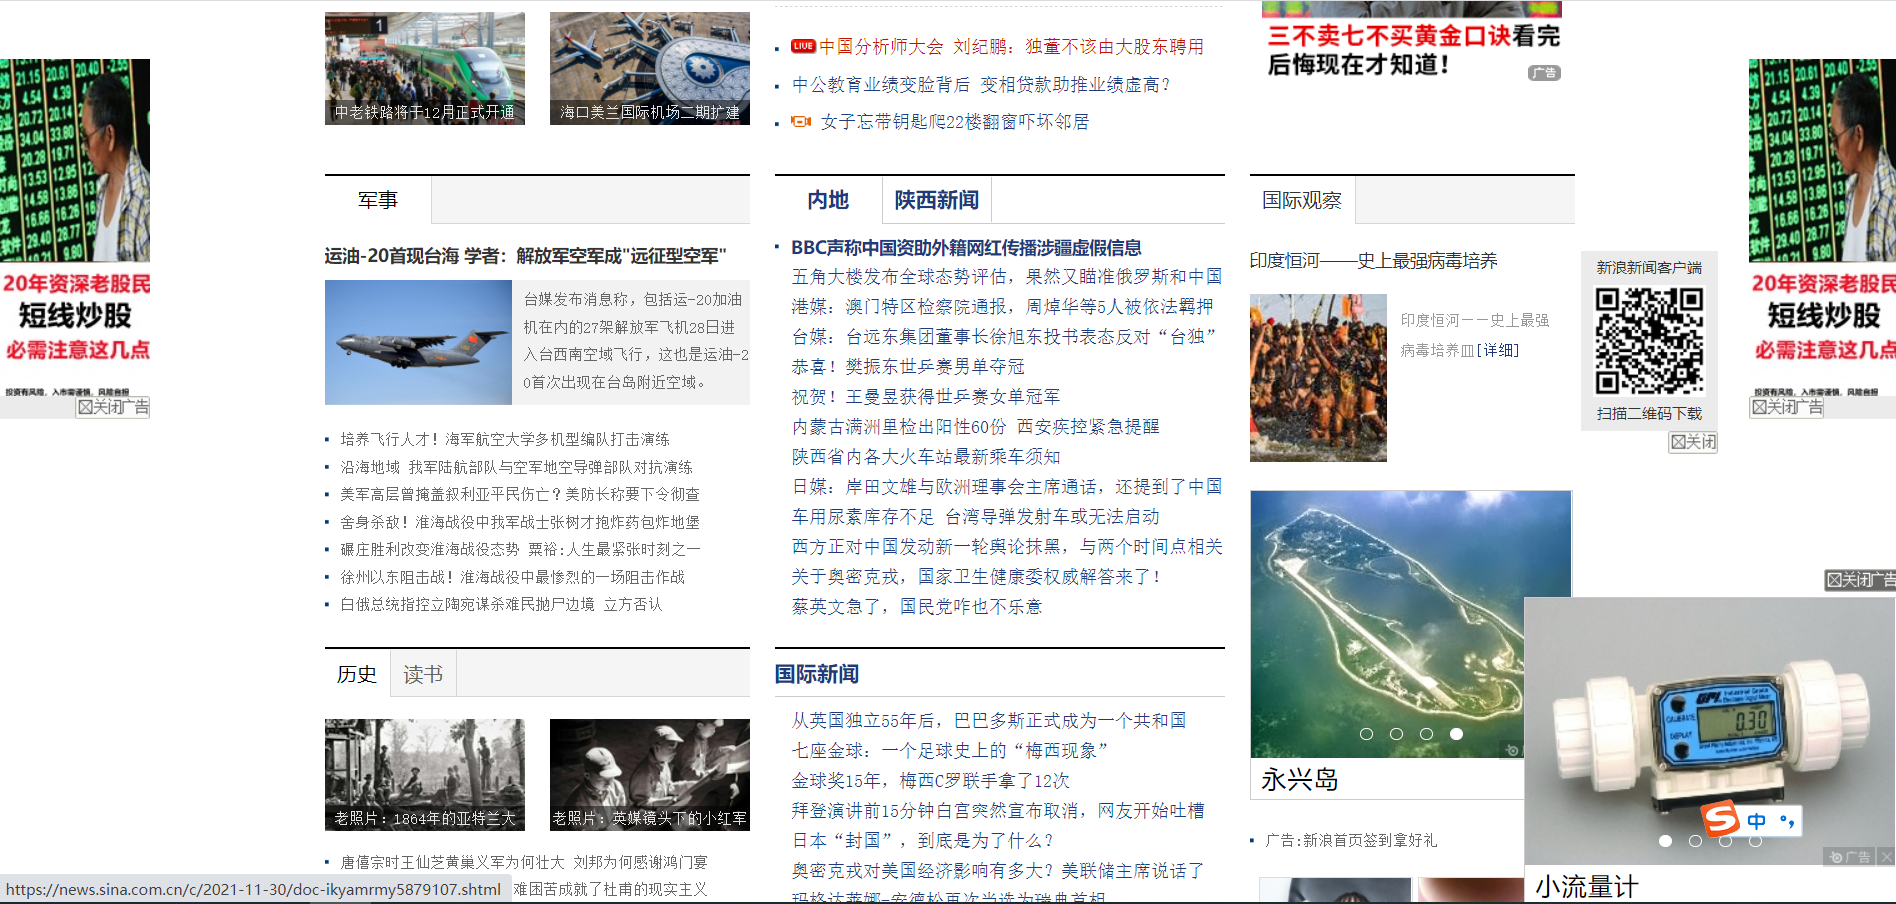 中老铁路将于12月正式开通
海口美兰国际机场二期扩建
LIVE 中国分析师大会 刘纪鹏：独董不该由大股东聘用
中公教育业绩变脸背后 变相贷款助推业绩虚高？
女子忘带钥匙爬22楼翻窗吓坏邻居
三不卖七不买黄金口诀看完
后悔现在才知道！
广告
20年资深老股民
短线炒股
必需注意这几点
投资有风险，入市需谨慎，风险自担
关闭广告
军事
运油-20首现台海 学者：解放军空军成"远征型空军"
台媒发布消息称，包括运-20加油
机在内的27架解放军飞机28日进
入台西南空域飞行，这也是运油-2
0首次出现在台岛附近空域。
培养飞行人才！海军航空大学多机型编队打击演练
沿海地域 我军陆航部队与空军地空导弹部队对抗演练
美军高层曾掩盖叙利亚平民伤亡？美防长称要下令彻查
舍身杀敌！淮海战役中我军战士张树才抱炸药包炸地堡
碾庄胜利改变淮海战役态势 粟裕:人生最紧张时刻之一
徐州以东阻击战！淮海战役中最惨烈的一场阻击作战
白俄总统指控立陶宛谋杀难民抛尸边境 立方否认
内地
陕西新闻
BBC声称中国资助外籍网红传播涉疆虚假信息
五角大楼发布全球态势评估，果然又瞄准俄罗斯和中国
港媒：澳门特区检察院通报，周焯华等5人被依法羁押
台媒：台远东集团董事长徐旭东投书表态反对“台独”
恭喜！樊振东世乒赛男单夺冠
祝贺！王曼昱获得世乒赛女单冠军
内蒙古满洲里检出阳性60份 西安疾控紧急提醒
陕西省内各大火车站最新乘车须知
日媒：岸田文雄与欧洲理事会主席通话，还提到了中国
车用尿素库存不足 台湾导弹发射车或无法启动
西方正对中国发动新一轮舆论抹黑，与两个时间点相关
关于奥密克戎，国家卫生健康委权威解答来了！
蔡英文急了，国民党咋也不乐意
国际观察
印度恒河——史上最强病毒培养
印度恒河——史上最强
病毒培养皿[详细]
新浪新闻客户端
扫描二维码下载
关闭
20年资深老股民
短线炒股
必需注意这几点
投资有风险，入市需谨慎，风险自担
关闭广告
永兴岛
广告:新浪首页签到拿好礼
关闭广告
GPI
CALIBRATE
DISPLAY
0.30
中
广告
小流量计
历史
读书
老照片：1864年的亚特兰大
老照片：英媒镜头下的小红军
唐僖宗时王仙芝黄巢义军为何壮大 刘邦为何感谢鸿门宴
难困苦成就了杜甫的现实主义
国际新闻
从英国独立55年后，巴巴多斯正式成为一个共和国
七座金球：一个足球史上的“梅西现象”
金球奖15年，梅西C罗联手拿了12次
拜登演讲前15分钟白宫突然宣布取消，网友开始吐槽
日本“封国”，到底是为了什么？
奥密克戎对美国经济影响有多大？美联储主席说话了
玛格达莱娜-安德松再次当选为瑞典首相
https://news.sina.com.cn/c/2021-11-30/doc-ikyamrmy5879107.shtml